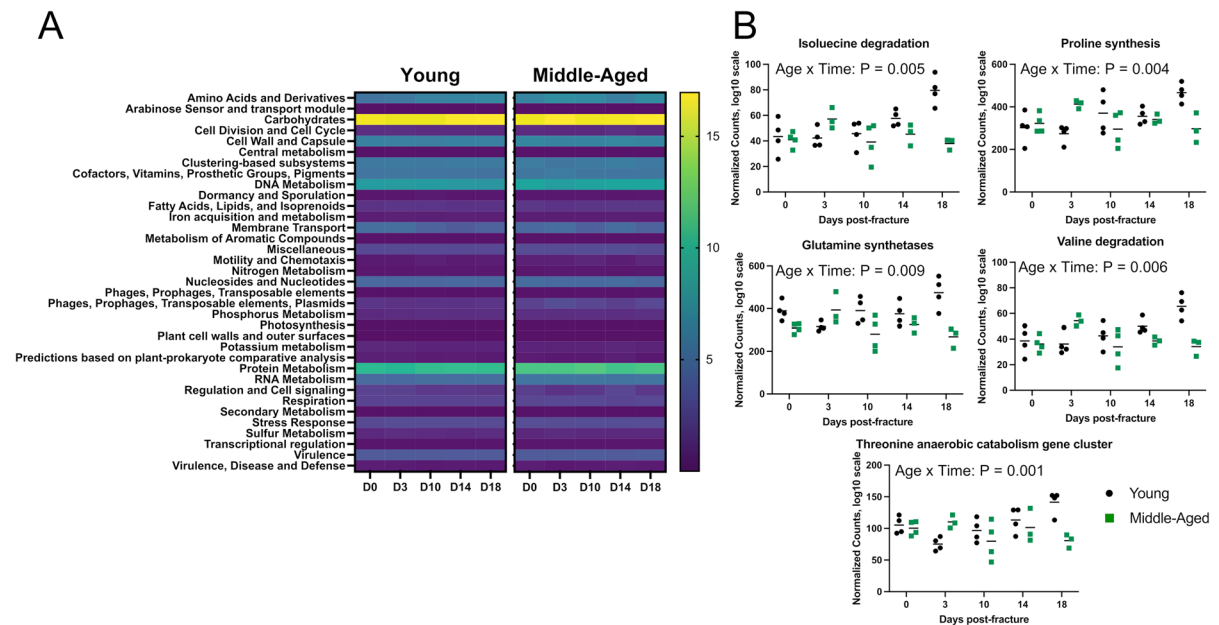 A
Young
Middle-Aged
Amino Acids and Derivatives
Arabinose Sensor and transport module
Carbohydrates
Cell Division and Cell Cycle
Cell Wall and Capsule
Central metabolism
Clustering-based subsystems
Cofactors, Vitamins, Prosthetic Groups, Pigments
DNA Metabolism
Dormancy and Sporulation
Fatty Acids, Lipids, and Isoprenoids
Iron acquisition and metabolism
Membrane Transport
Metabolism of Aromatic Compounds
Miscellaneous
Motility and Chemotaxis
Nitrogen Metabolism
Nucleosides and Nucleotides
Phages, Prophages, Transposable elements
Phages, Prophages, Transposable elements, Plasmids
Phosphorus Metabolism
Photosynthesis
Plant cell walls and outer surfaces
Potassium metabolism
Predictions based on plant-prokaryote comparative analysis
Protein Metabolism
RNA Metabolism
Regulation and Cell signaling
Respiration
Secondary Metabolism
Stress Response
Sulfur Metabolism
Transcriptional regulation
Virulence
Virulence, Disease and Defense
D0 D3 D10 D14 D18
D0 D3 D10 D14 D18
15
10
5
B
Isoluecine degradation
Age x Time: P = 0.005
Normalized Counts, log10 scale
100
80
60
40
20
0
0 3 10 14 18
Days post-fracture
Proline synthesis
Age x Time: P = 0.004
Normalized Counts, log10 scale
600
400
200
0
0 3 10 14 18
Days post-fracture
Glutamine synthetases
Age x Time: P = 0.009
Normalized Counts, log10 scale
600
400
200
0
0 3 10 14 18
Days post-fracture
Valine degradation
Age x Time: P = 0.006
Normalized Counts, log10 scale
100
80
60
40
20
0
0 3 10 14 18
Days post-fracture
Threonine anaerobic catabolism gene cluster
Age x Time: P = 0.001
Normalized Counts, log10 scale
200
150
100
50
0
0 3 10 14 18
Days post-fracture
Young
Middle-Aged